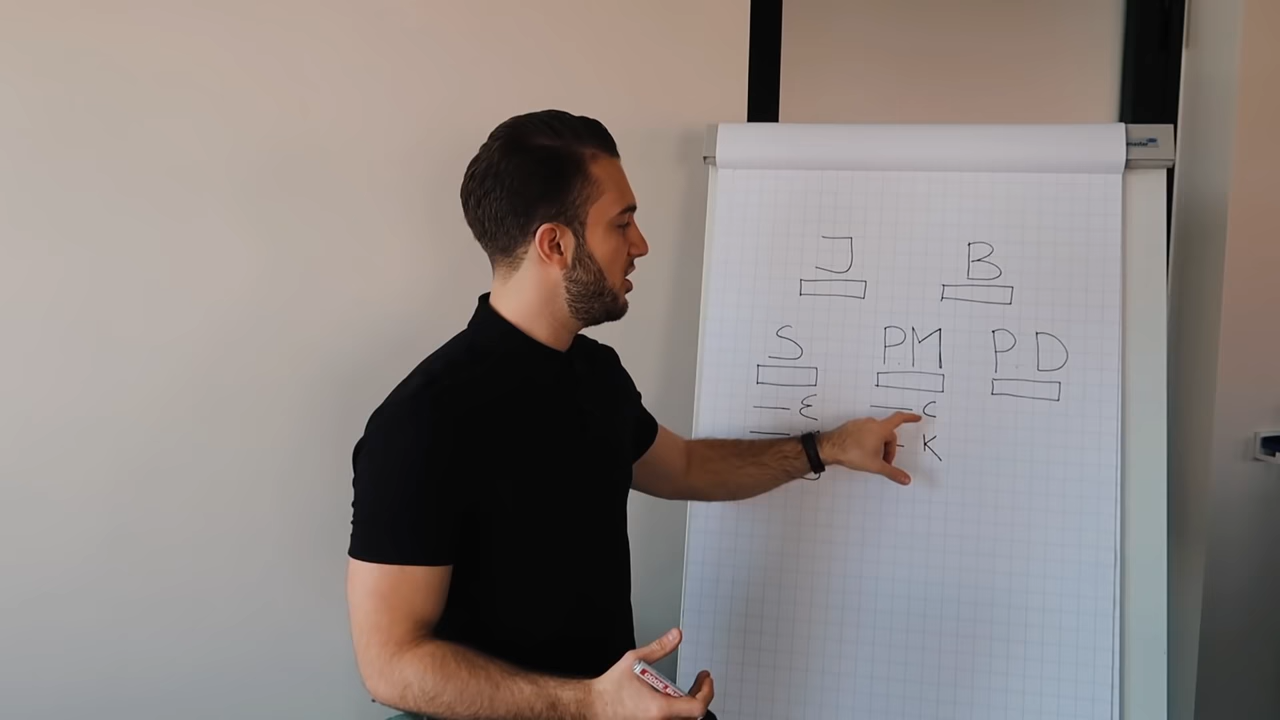 J B
S PM PD
— Ɛ — C
— K